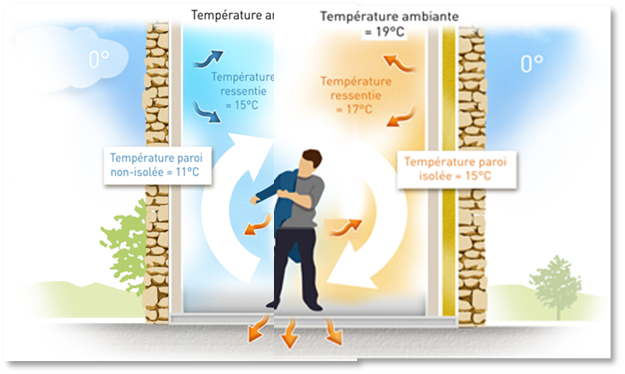 Température a
Température ambiante
= 19°C
0°
Température
ressentie
= 15°C
Température
ressentie
= 17°C
0°
Température paroi
non-isolée = 11°C
Température paroi
isolée = 15°C